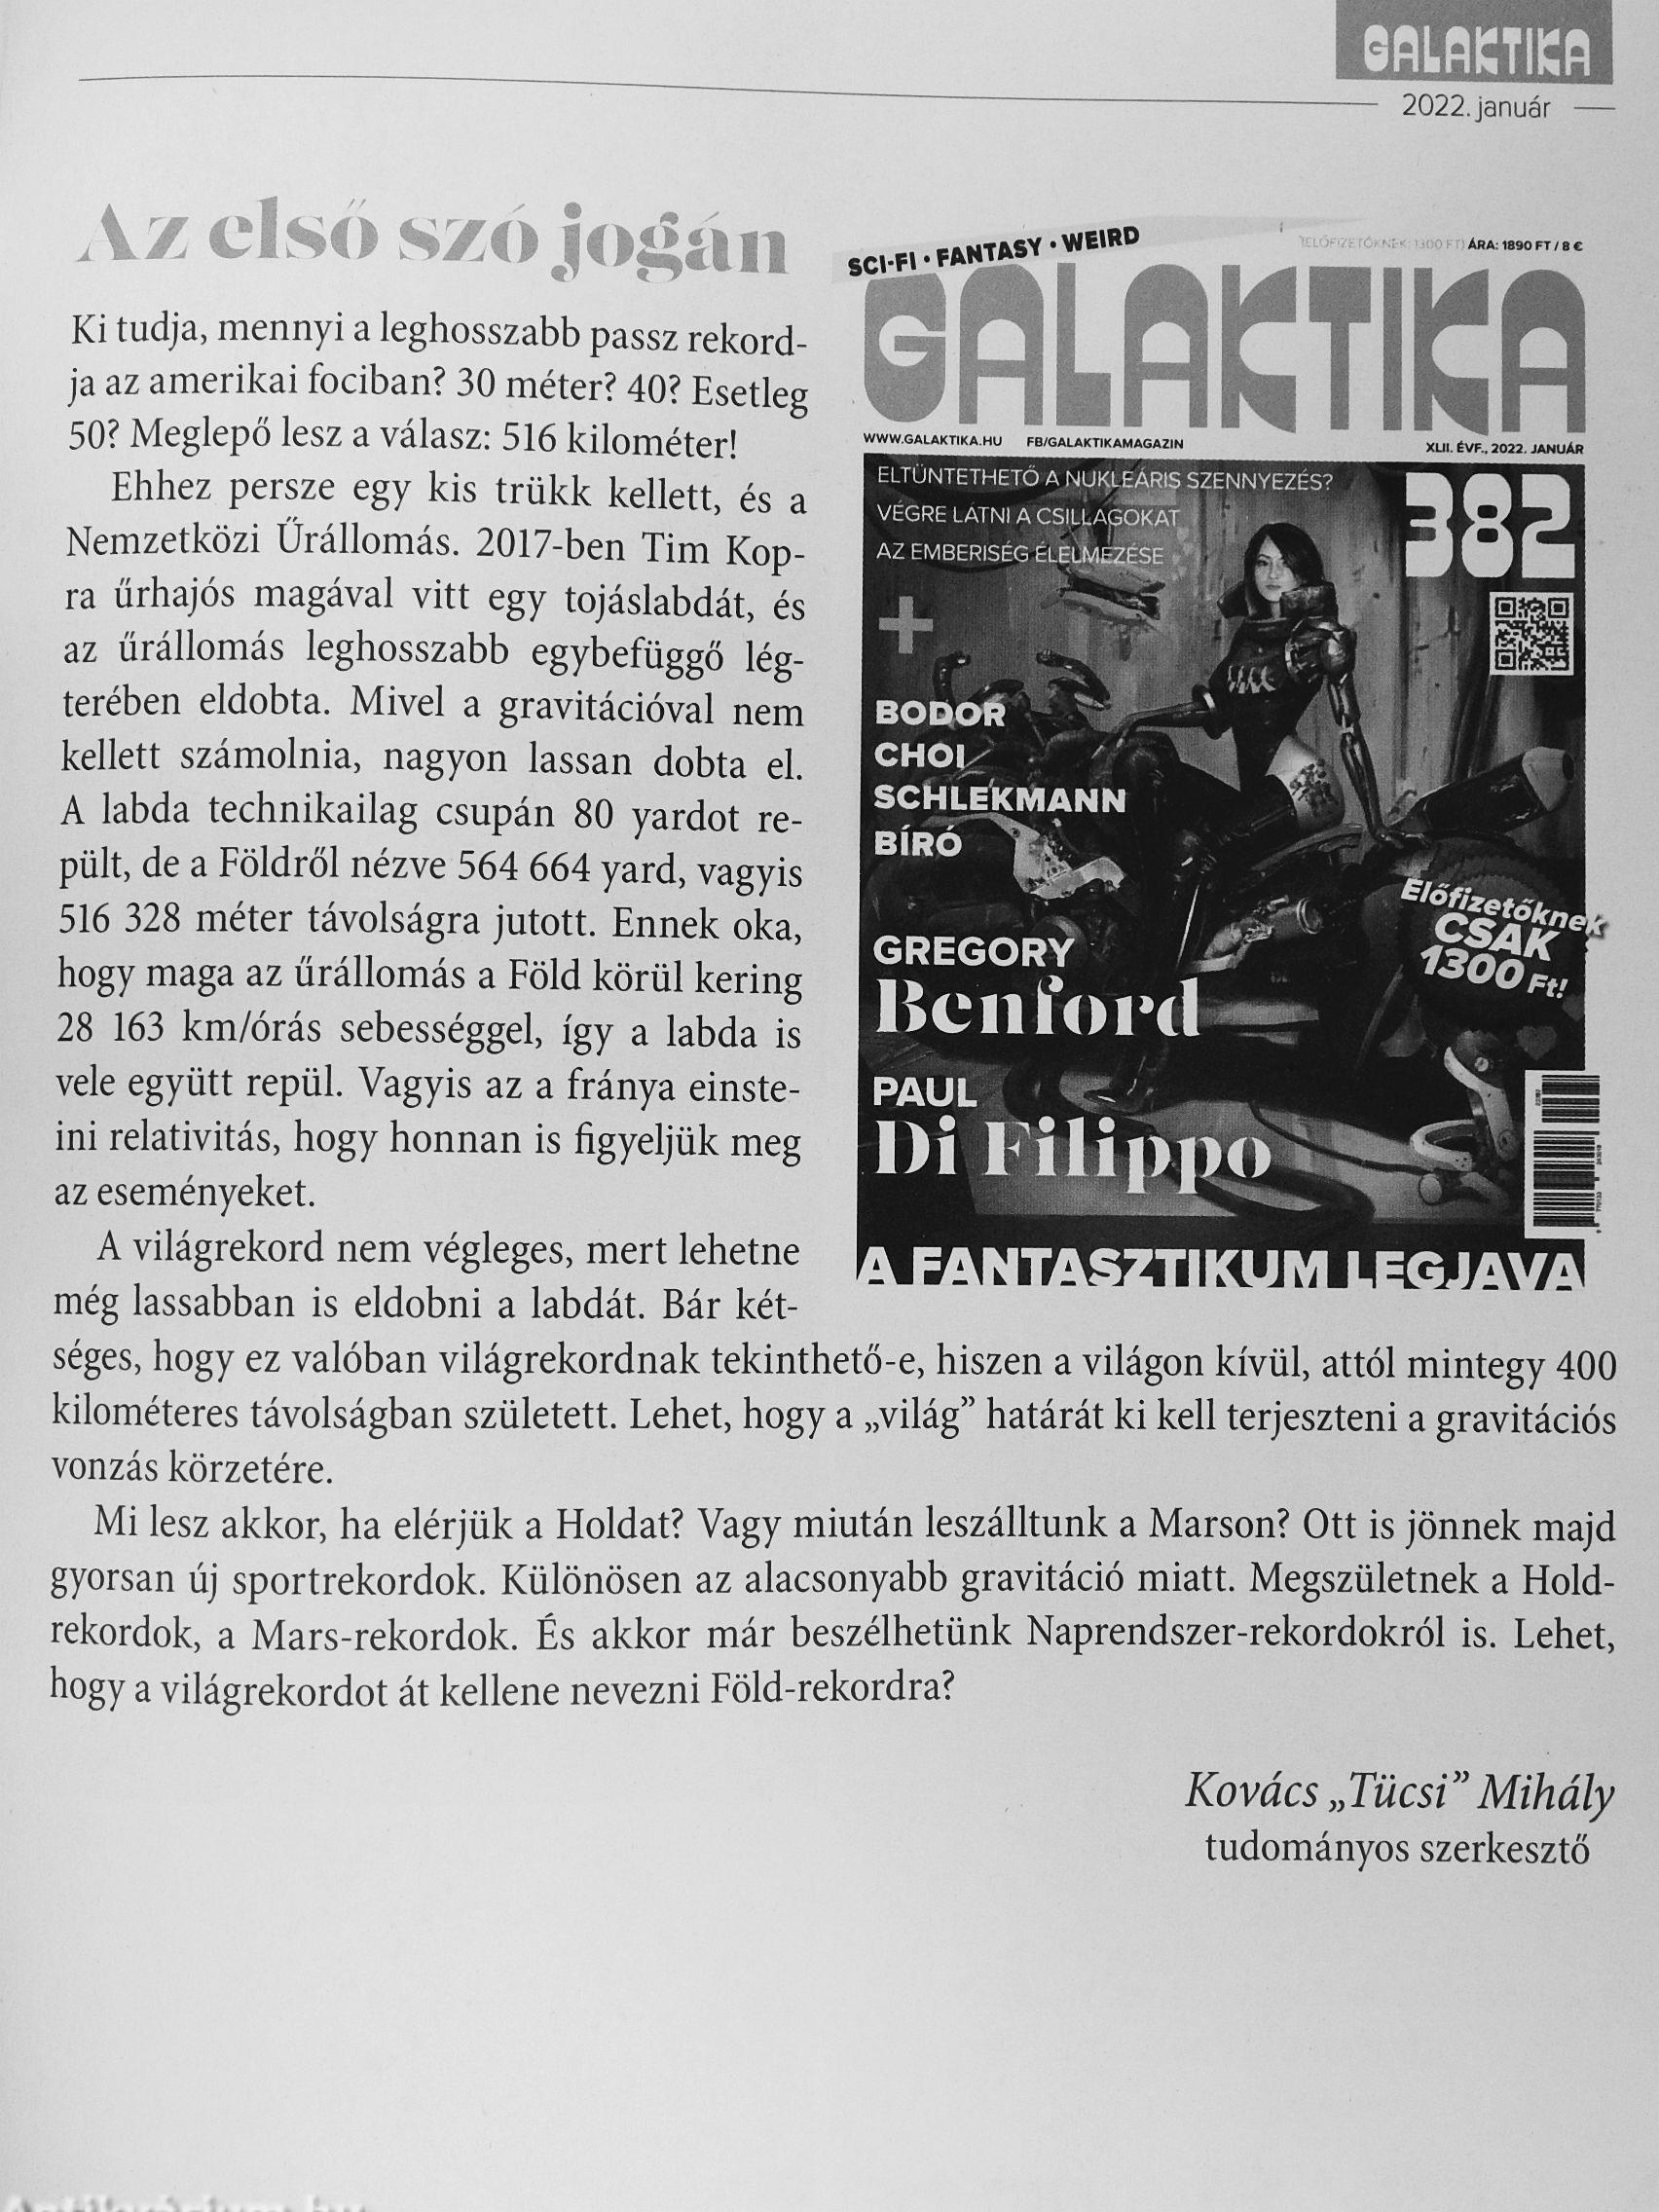 GALAKTIKA
2022. január
Az első szó jogán
Ki tudja, mennyi a leghosszabb passz rekord-
ja az amerikai fociban? 30 méter? 40? Esetleg
50? Meglepő lesz a válasz: 516 kilométer!
Ehhez persze egy kis trükk kellett, és a
Nemzetközi Űrállomás. 2017-ben Tim Kop-
ra űrhajós magával vitt egy tojáslabdát, és
az űrállomás leghosszabb egybefüggő lég-
terében eldobta. Mivel a gravitációval nem
kellett számolnia, nagyon lassan dobta el.
A labda technikailag csupán 80 yardot re-
pült, de a Földről nézve 564 664 yard, vagyis
516 328 méter távolságra jutott. Ennek oka,
hogy maga az űrállomás a Föld körül kering
28 163 km/órás sebességgel, így a labda is
vele együtt repül. Vagyis az a fránya einste-
ini relativitás, hogy honnan is figyeljük meg
az eseményeket.
A világrekord nem végleges, mert lehetne
még lassabban is eldobni a labdát. Bár két-
séges, hogy ez valóban világrekordnak tekinthető-e, hiszen a világon kívül, attól mintegy 400
kilométeres távolságban született. Lehet, hogy a „világ” határát ki kell terjeszteni a gravitációs
vonzás körzetére.
Mi lesz akkor, ha elérjük a Holdat? Vagy miután leszálltunk a Marson? Ott is jönnek majd
gyorsan új sportrekordok. Különösen az alacsonyabb gravitáció miatt. Megszületnek a Hold-
rekordok, a Mars-rekordok. És akkor már beszélhetünk Naprendszer-rekordokról is. Lehet,
hogy a világrekordot át kellene nevezni Föld-rekordra?
Kovács „Tücsi” Mihály
tudományos szerkesztő
SCI-FI • FANTASY • WEIRD
(ELŐFIZETŐKNEK: 1300 FT) ÁRA: 1890 FT / 8 €
GALAKTIKA
WWW.GALAKTIKA.HU FB/GALAKTIKAMAGAZIN
XLII. ÉVF., 2022. JANUÁR
ELTÜNTETHETŐ A NUKLEÁRIS SZENNYEZÉS?
VÉGRE LÁTNI A CSILLAGOKAT
AZ EMBERISÉG ÉLELMEZÉSE
382
+
BODOR
CHOI
SCHLEKMANN
BÍRÓ
Előfizetőknek
CSAK
1300 Ft!
GREGORY
Benford
PAUL
Di Filippo
A FANTASZTIKUM LEGJAVA